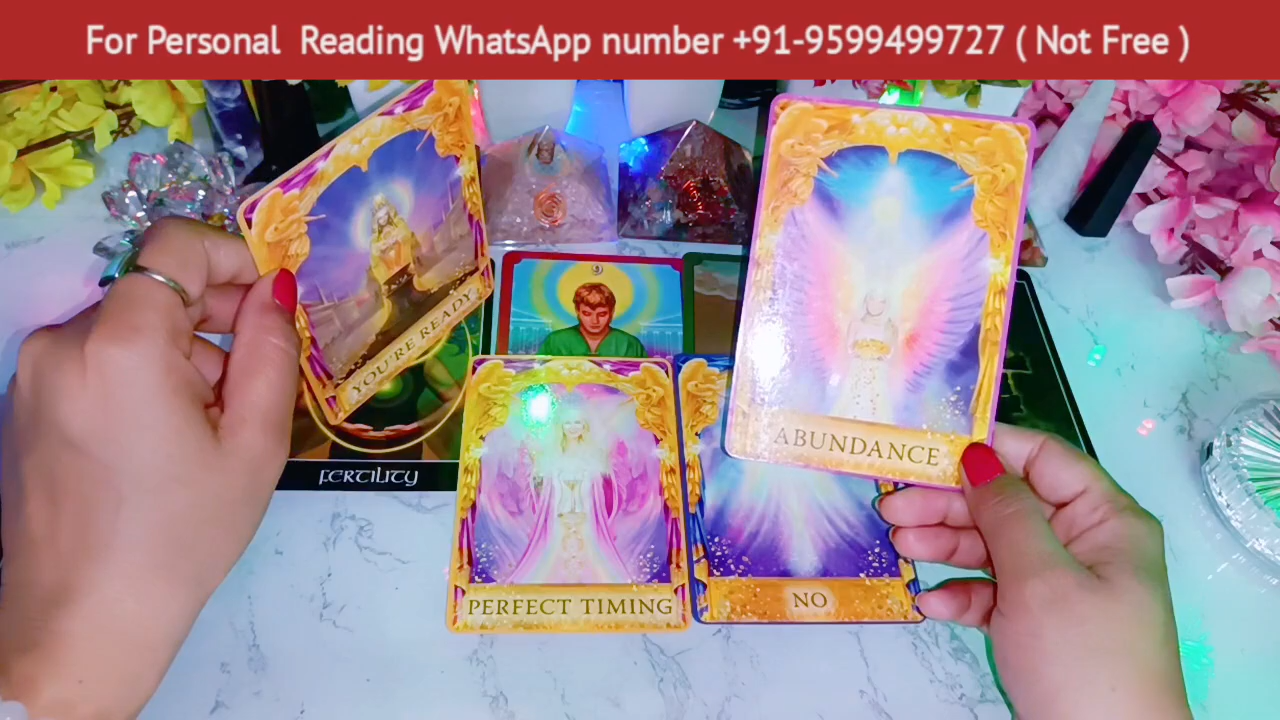 For Personal  Reading WhatsApp number +91-9599499727 ( Not Free )
YOU'RE READY
ABUNDANCE
FERTILITY
PERFECT TIMING
NO